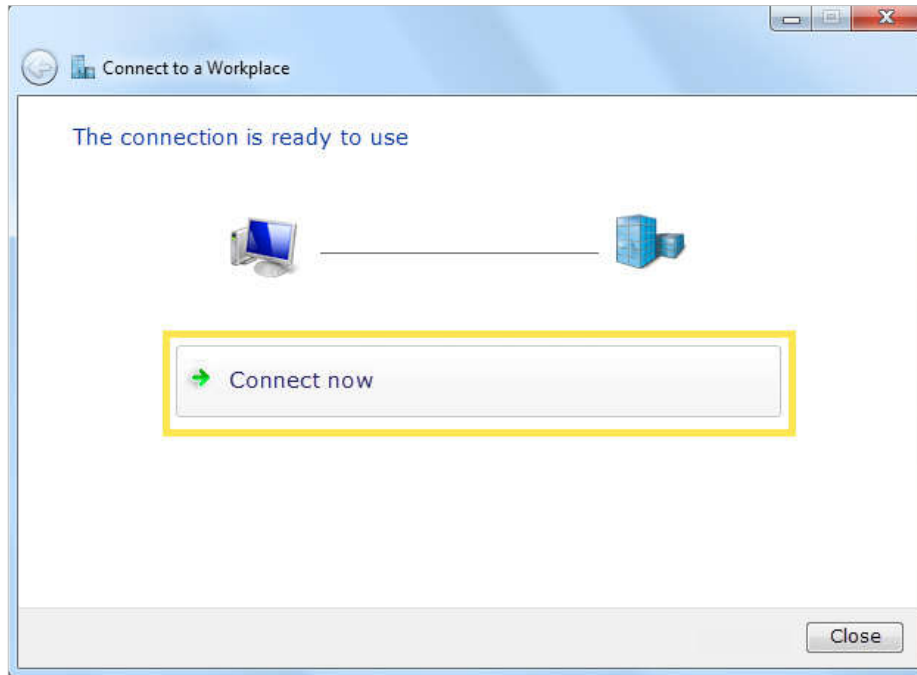 Connect to a Workplace
The connection is ready to use
Connect now
Close